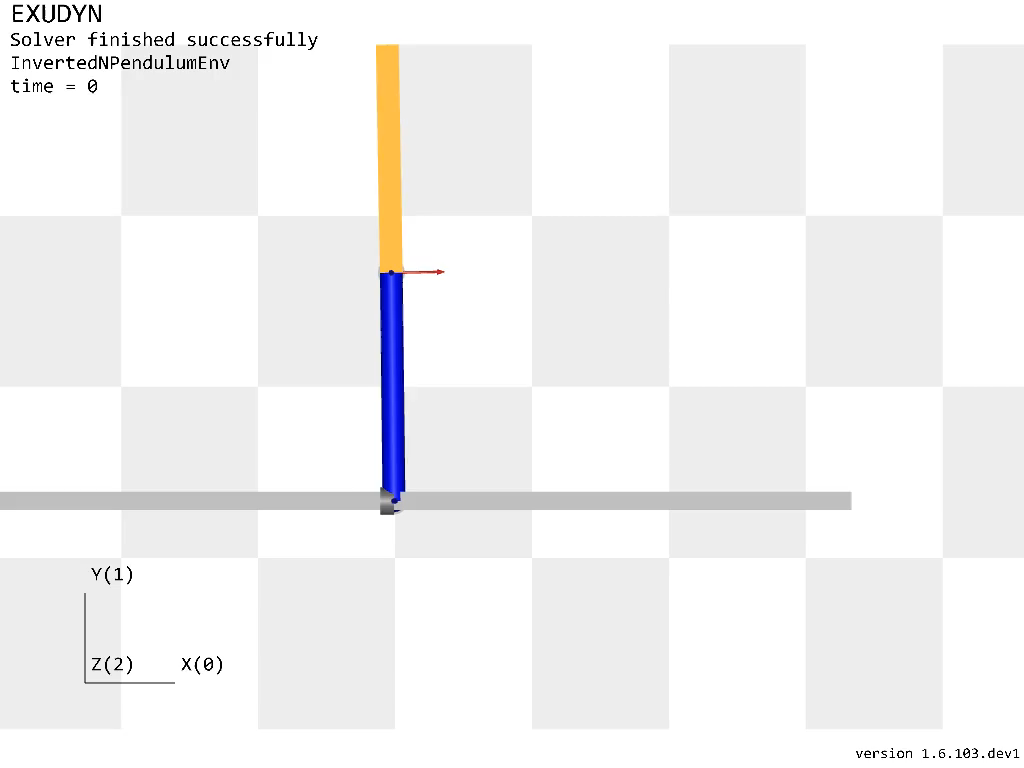 EXUDYN
Solver finished successfully
InvertedNPendulumEnv
time = 0
Y(1)
Z(2) X(0)
version 1.6.103.dev1